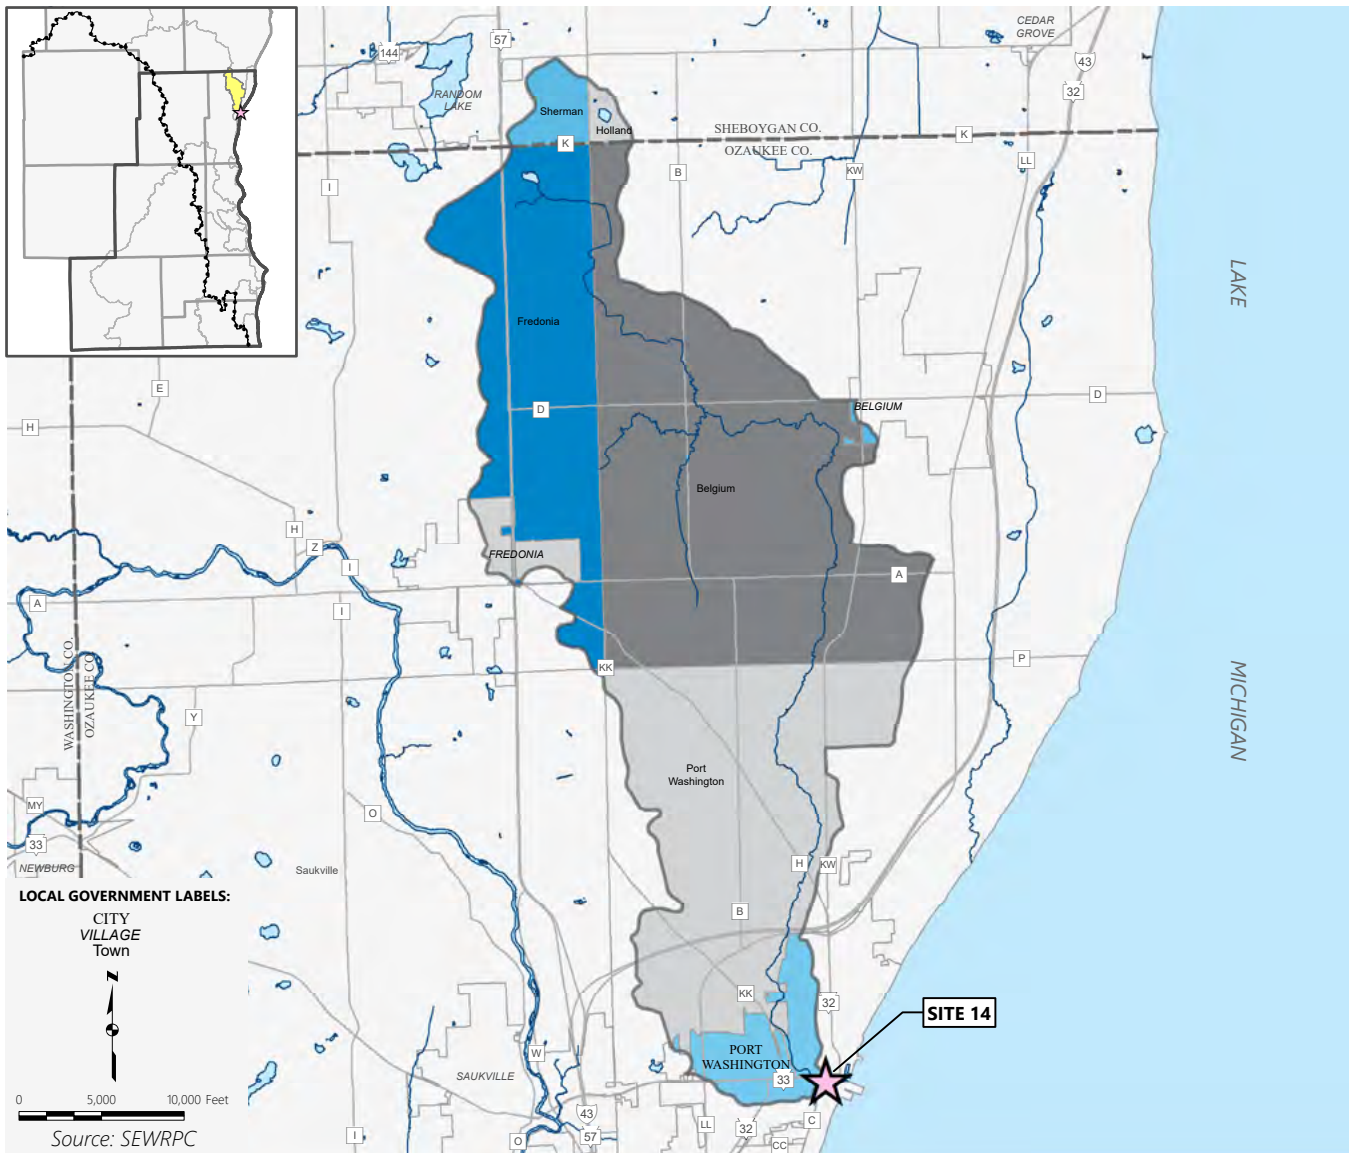 CEDAR
GROVE
57
144
43
RANDOM
LAKE
32
Sherman
Holland
SHEBOYGAN CO.
K
K
OZAUKEE CO.
LL
I
B
KW
LAKE
Fredonia
E
D
D
BELGIUM
H
Belgium
H
Z
FREDONIA
I
A
A
I
WASHINGTON CO.
OZAUKEE CO.
KK
P
MICHIGAN
Y
Port
Washington
MY
O
33
H
KW
NEWBURG
Saukville
B
LOCAL GOVERNMENT LABELS:
CITY
VILLAGE
Town
N
KK
32
SITE 14
PORT
WASHINGTON
W
33
SAUKVILLE
0 5,000 10,000 Feet
43
C
LL
32
I
O
57
CC
Source: SEWRPC